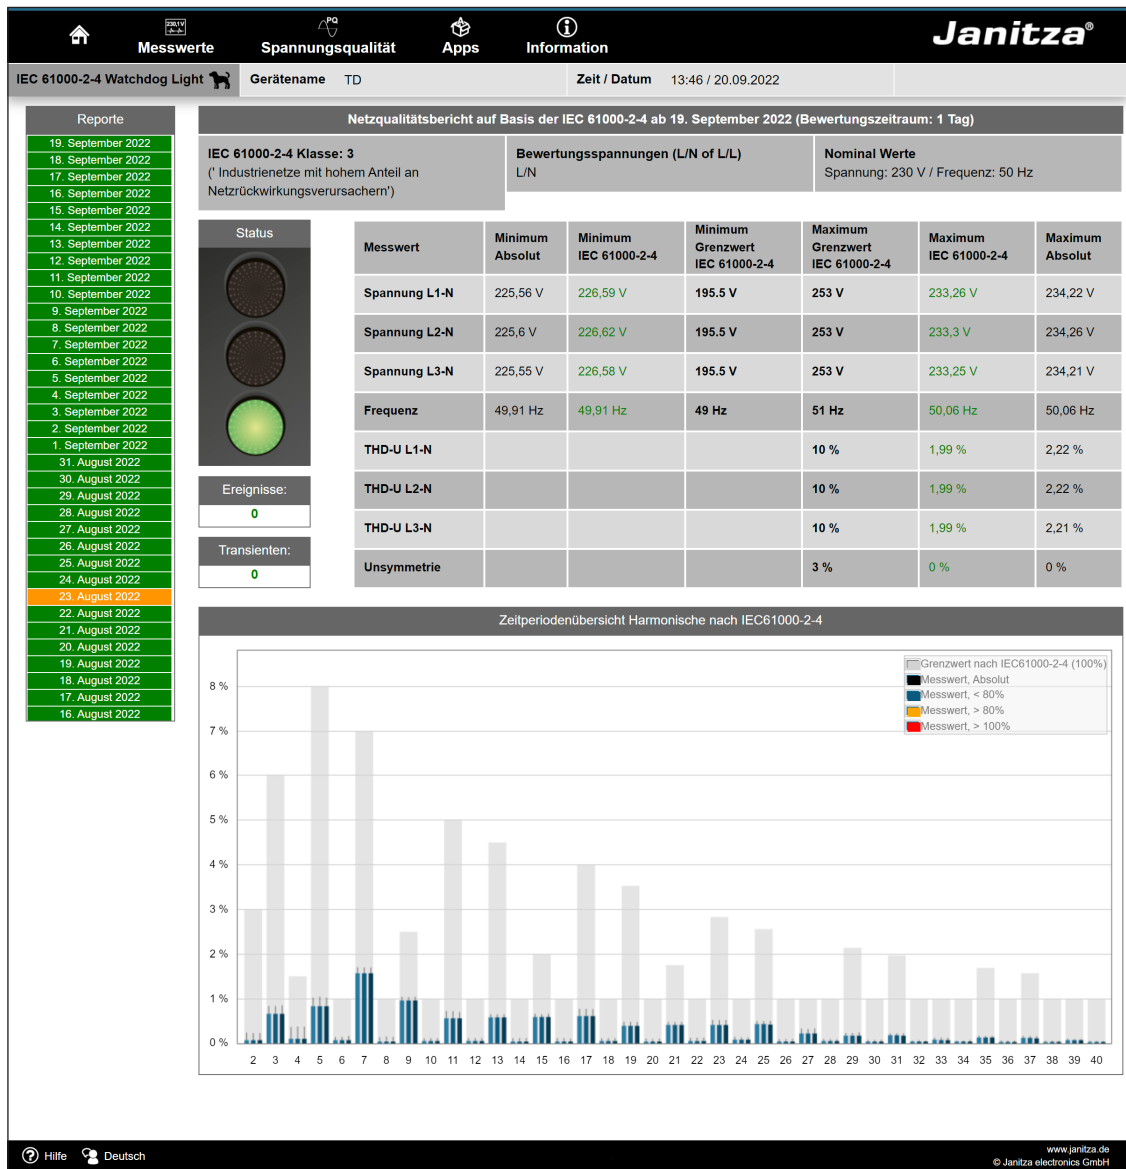 230,1 V
PQ
Messwerte
Spannungsqualität
Apps
Information
Janitza®
IEC 61000-2-4 Watchdog Light
Gerätename TD
Zeit / Datum 13:46 / 20.09.2022
Reporte
19. September 2022
18. September 2022
17. September 2022
16. September 2022
15. September 2022
14. September 2022
13. September 2022
12. September 2022
11. September 2022
10. September 2022
9. September 2022
8. September 2022
7. September 2022
6. September 2022
5. September 2022
4. September 2022
3. September 2022
2. September 2022
1. September 2022
31. August 2022
30. August 2022
29. August 2022
28. August 2022
27. August 2022
26. August 2022
25. August 2022
24. August 2022
23. August 2022
22. August 2022
21. August 2022
20. August 2022
19. August 2022
18. August 2022
17. August 2022
16. August 2022
Netzqualitätsbericht auf Basis der IEC 61000-2-4 ab 19. September 2022 (Bewertungszeitraum: 1 Tag)
IEC 61000-2-4 Klasse: 3
(' Industrienetze mit hohem Anteil an
Netzrückwirkungsverursachern')
Bewertungsspannungen (L/N of L/L)
L/N
Nominal Werte
Spannung: 230 V / Frequenz: 50 Hz
Status
Ereignisse:
0
Transienten:
0
Messwert | Minimum Absolut | Minimum IEC 61000-2-4 | Minimum Grenzwert IEC 61000-2-4 | Maximum Grenzwert IEC 61000-2-4 | Maximum IEC 61000-2-4 | Maximum Absolut
Spannung L1-N 225,56 V 226,59 V 195.5 V 253 V 233,26 V 234,22 V
Spannung L2-N 225,6 V 226,62 V 195.5 V 253 V 233,3 V 234,26 V
Spannung L3-N 225,55 V 226,58 V 195.5 V 253 V 233,25 V 234,21 V
Frequenz 49,91 Hz 49,91 Hz 49 Hz 51 Hz 50,06 Hz 50,06 Hz
THD-U L1-N 10 % 1,99 % 2,22 %
THD-U L2-N 10 % 1,99 % 2,22 %
THD-U L3-N 10 % 1,99 % 2,21 %
Unsymmetrie 3 % 0 % 0 %
Zeitperiodenübersicht Harmonische nach IEC61000-2-4
Grenzwert nach IEC61000-2-4 (100%)
Messwert, Absolut
Messwert, < 80%
Messwert, > 80%
Messwert, > 100%
8 %
7 %
6 %
5 %
4 %
3 %
2 %
1 %
0 %
2 3 4 5 6 7 8 9 10 11 12 13 14 15 16 17 18 19 20 21 22 23 24 25 26 27 28 29 30 31 32 33 34 35 36 37 38 39 40
Hilfe
Deutsch
www.janitza.de
© Janitza electronics GmbH